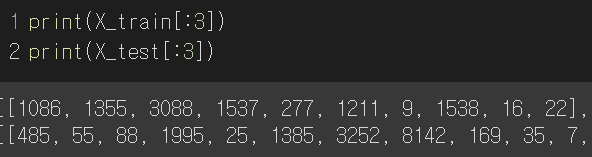 1 print(X_train[:3])
2 print(X_test[:3])
[[1086, 1355, 3088, 1537, 277, 1211, 9, 1538, 16, 22],
[[485, 55, 88, 1995, 25, 1385, 3252, 8142, 169, 35, 7,